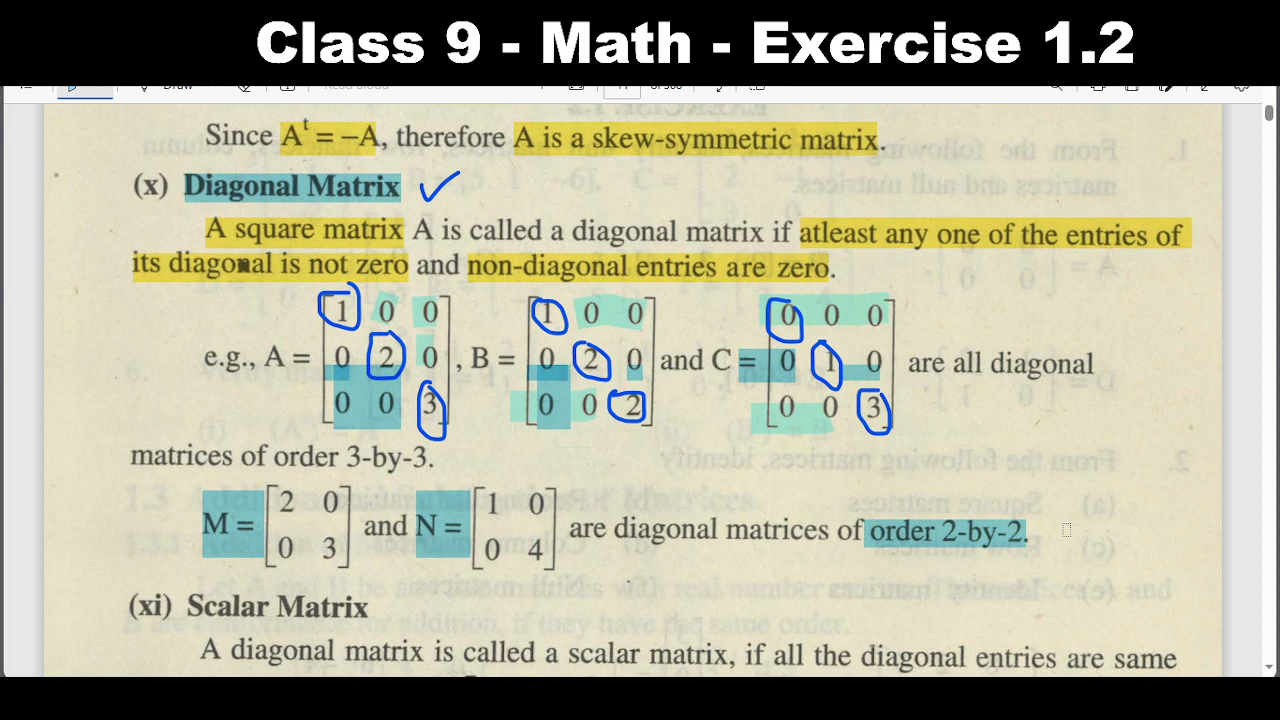 Class 9 - Math - Exercise 1.2
Since Aᵗ = –A, therefore A is a skew-symmetric matrix.
(x) Diagonal Matrix
A square matrix A is called a diagonal matrix if atleast any one of the entries of
its diagonal is not zero and non-diagonal entries are zero.
1 0 0 1 0 0 0 0 0
e.g., A = 0 2 0 , B = 0 2 0 and C = 0 1 0 are all diagonal
0 0 3 0 0 2 0 0 3
matrices of order 3-by-3.
2 0 1 0
M = and N = are diagonal matrices of order 2-by-2.
0 3 0 4
(xi) Scalar Matrix
A diagonal matrix is called a scalar matrix, if all the diagonal entries are same